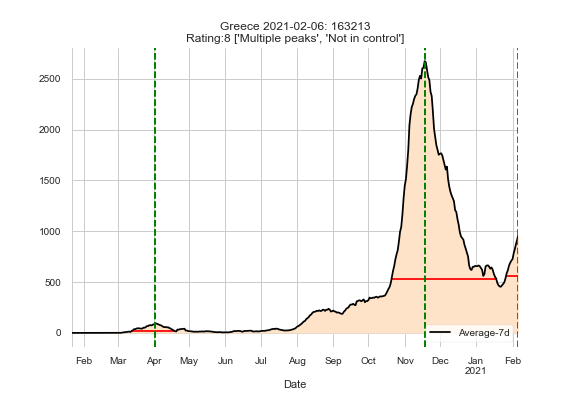 Greece 2021-02-06: 163213
Rating:8 ['Multiple peaks', 'Not in control']
2500
2000
1500
1000
500
0
Average-7d
Feb Mar Apr May Jun Jul Aug Sep Oct Nov Dec Jan Feb
2021
Date